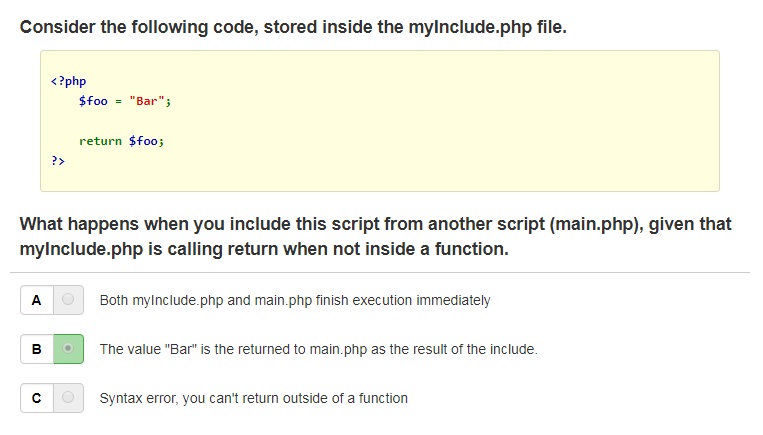 Consider the following code, stored inside the myInclude.php file.
<?php
$foo = "Bar";
return $foo;
?>
What happens when you include this script from another script (main.php), given that
myInclude.php is calling return when not inside a function.
A Both myInclude.php and main.php finish execution immediately
B The value "Bar" is the returned to main.php as the result of the include.
C Syntax error, you can't return outside of a function